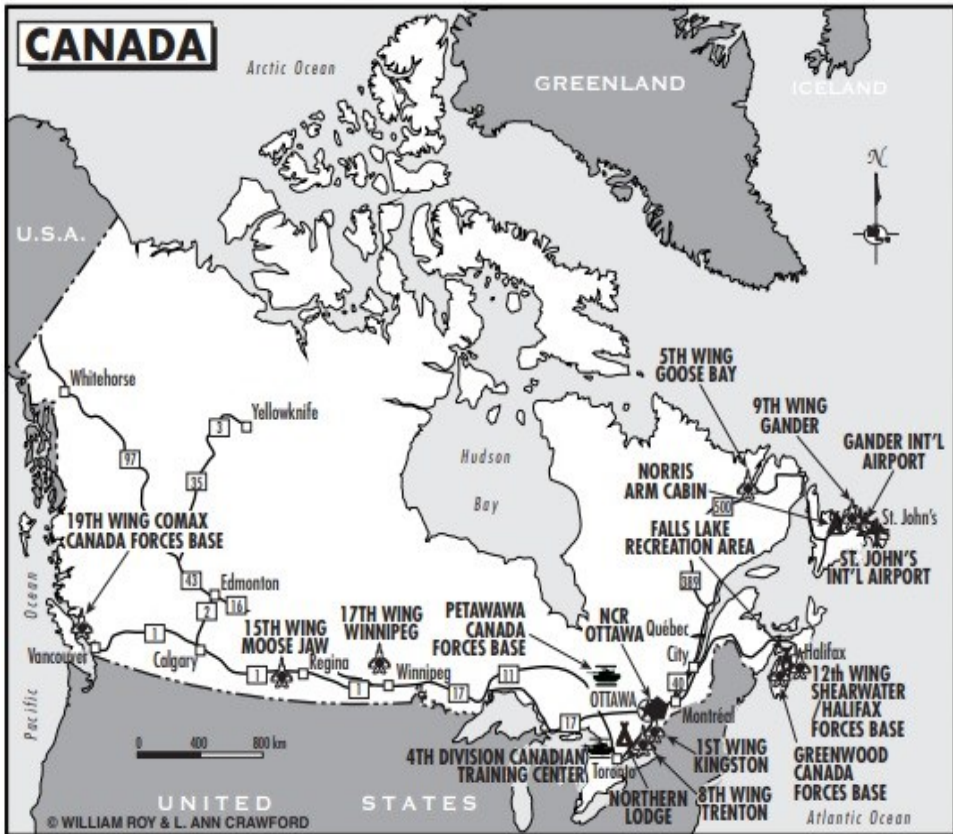 CANADA
Arctic Ocean
GREENLAND
ICELAND
N
U.S.A.
Whitehorse
Yellowknife
3
97
35
Hudson
Bay
5TH WING
GOOSE BAY
9TH WING
GANDER
GANDER INT'L
AIRPORT
NORRIS
ARM CABIN
500
St. John's
ST. JOHN'S
INT'L AIRPORT
FALLS LAKE
RECREATION AREA
389
19TH WING COMAX
CANADA FORCES BASE
43
Edmonton
2
16
Pacific Ocean
Vancouver
1
Calgary
15TH WING
MOOSE JAW
1
Regina
17TH WING
WINNIPEG
1
Winnipeg
17
11
PETAWAWA
CANADA
FORCES BASE
NCR
OTTAWA
Québec
City
40
OTTAWA
Montréal
17
Halifax
12th WING
SHEARWATER
/HALIFAX
FORCES BASE
GREENWOOD
CANADA
FORCES BASE
4TH DIVISION CANADIAN
TRAINING CENTER
Toronto
NORTHERN
LODGE
1ST WING
KINGSTON
8TH WING
TRENTON
0 400 800 km
UNITED STATES
Atlantic Ocean
© WILLIAM ROY & L. ANN CRAWFORD